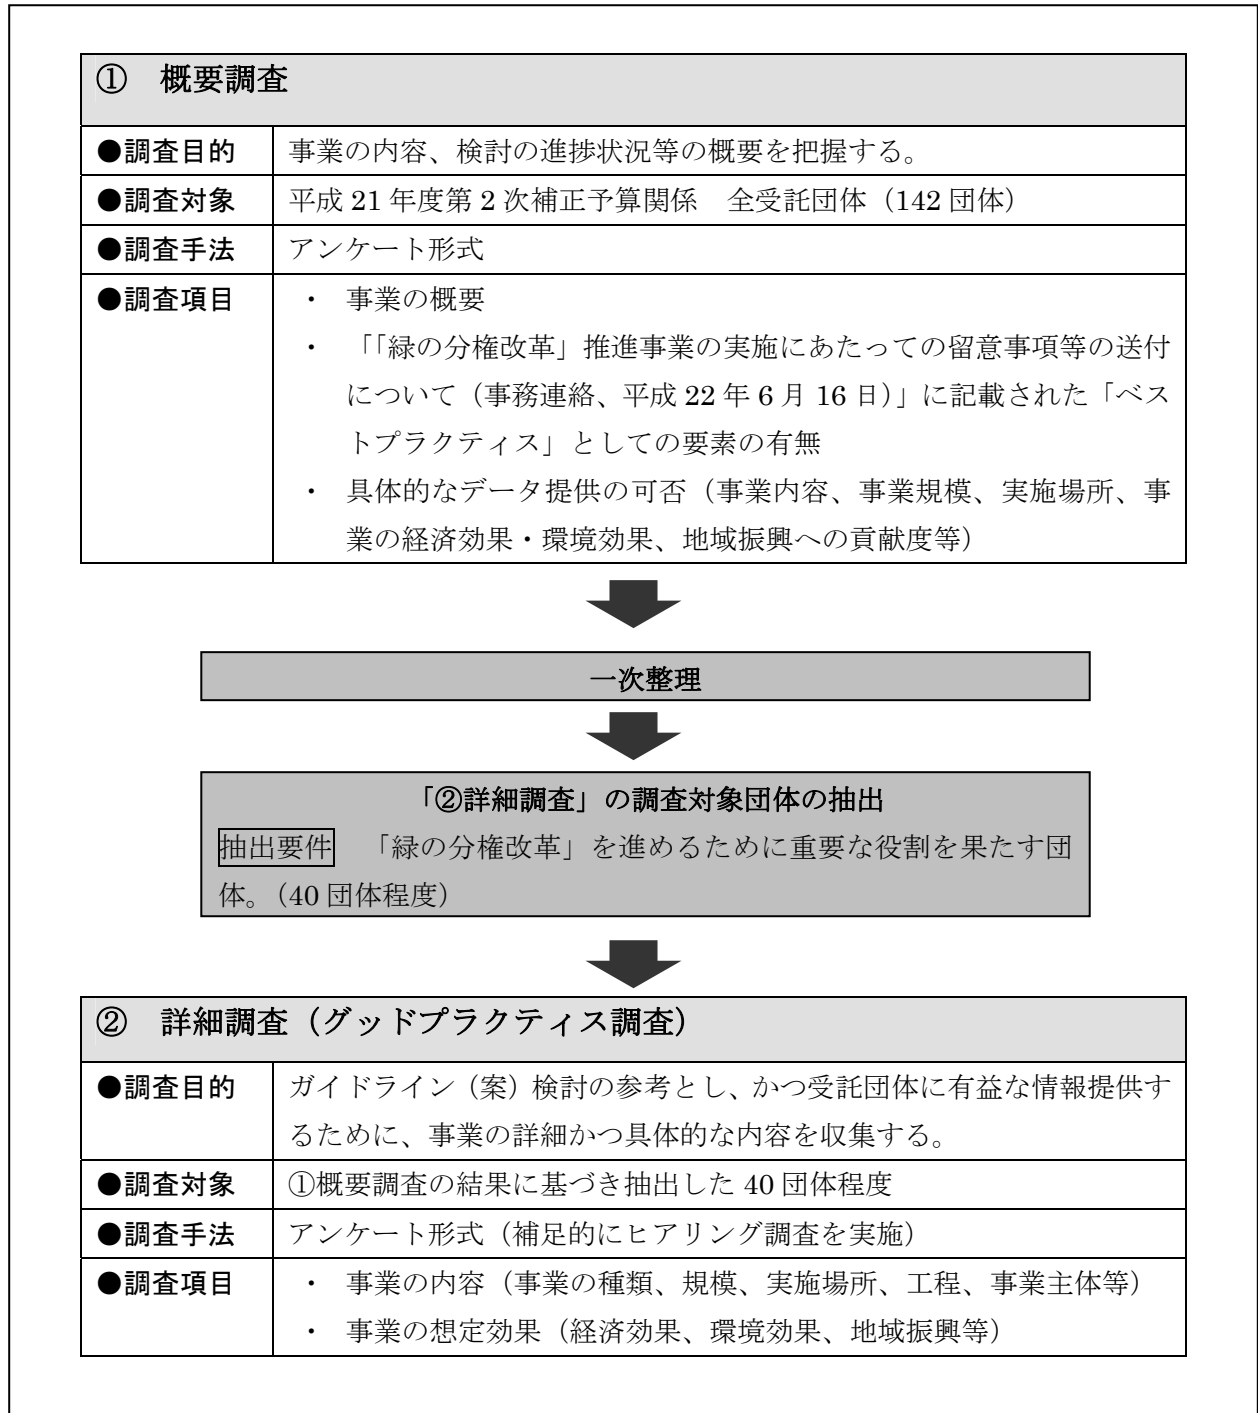 ① 概要調査
●調査目的 事業の内容、検討の進捗状況等の概要を把握する。
●調査対象 平成 21 年度第 2 次補正予算関係 全受託団体（142 団体）
●調査手法 アンケート形式
●調査項目 ・ 事業の概要
・ 「「緑の分権改革」推進事業の実施にあたっての留意事項等の送付
について（事務連絡、平成 22 年 6 月 16 日）」に記載された「ベス
トプラクティス」としての要素の有無
・ 具体的なデータ提供の可否（事業内容、事業規模、実施場所、事
業の経済効果・環境効果、地域振興への貢献度等）
一次整理
「②詳細調査」の調査対象団体の抽出
抽出要件 「緑の分権改革」を進めるために重要な役割を果たす団
体。（40 団体程度）
② 詳細調査（グッドプラクティス調査）
●調査目的 ガイドライン（案）検討の参考とし、かつ受託団体に有益な情報提供す
るために、事業の詳細かつ具体的な内容を収集する。
●調査対象 ①概要調査の結果に基づき抽出した 40 団体程度
●調査手法 アンケート形式（補足的にヒアリング調査を実施）
●調査項目 ・ 事業の内容（事業の種類、規模、実施場所、工程、事業主体等）
・ 事業の想定効果（経済効果、環境効果、地域振興等）